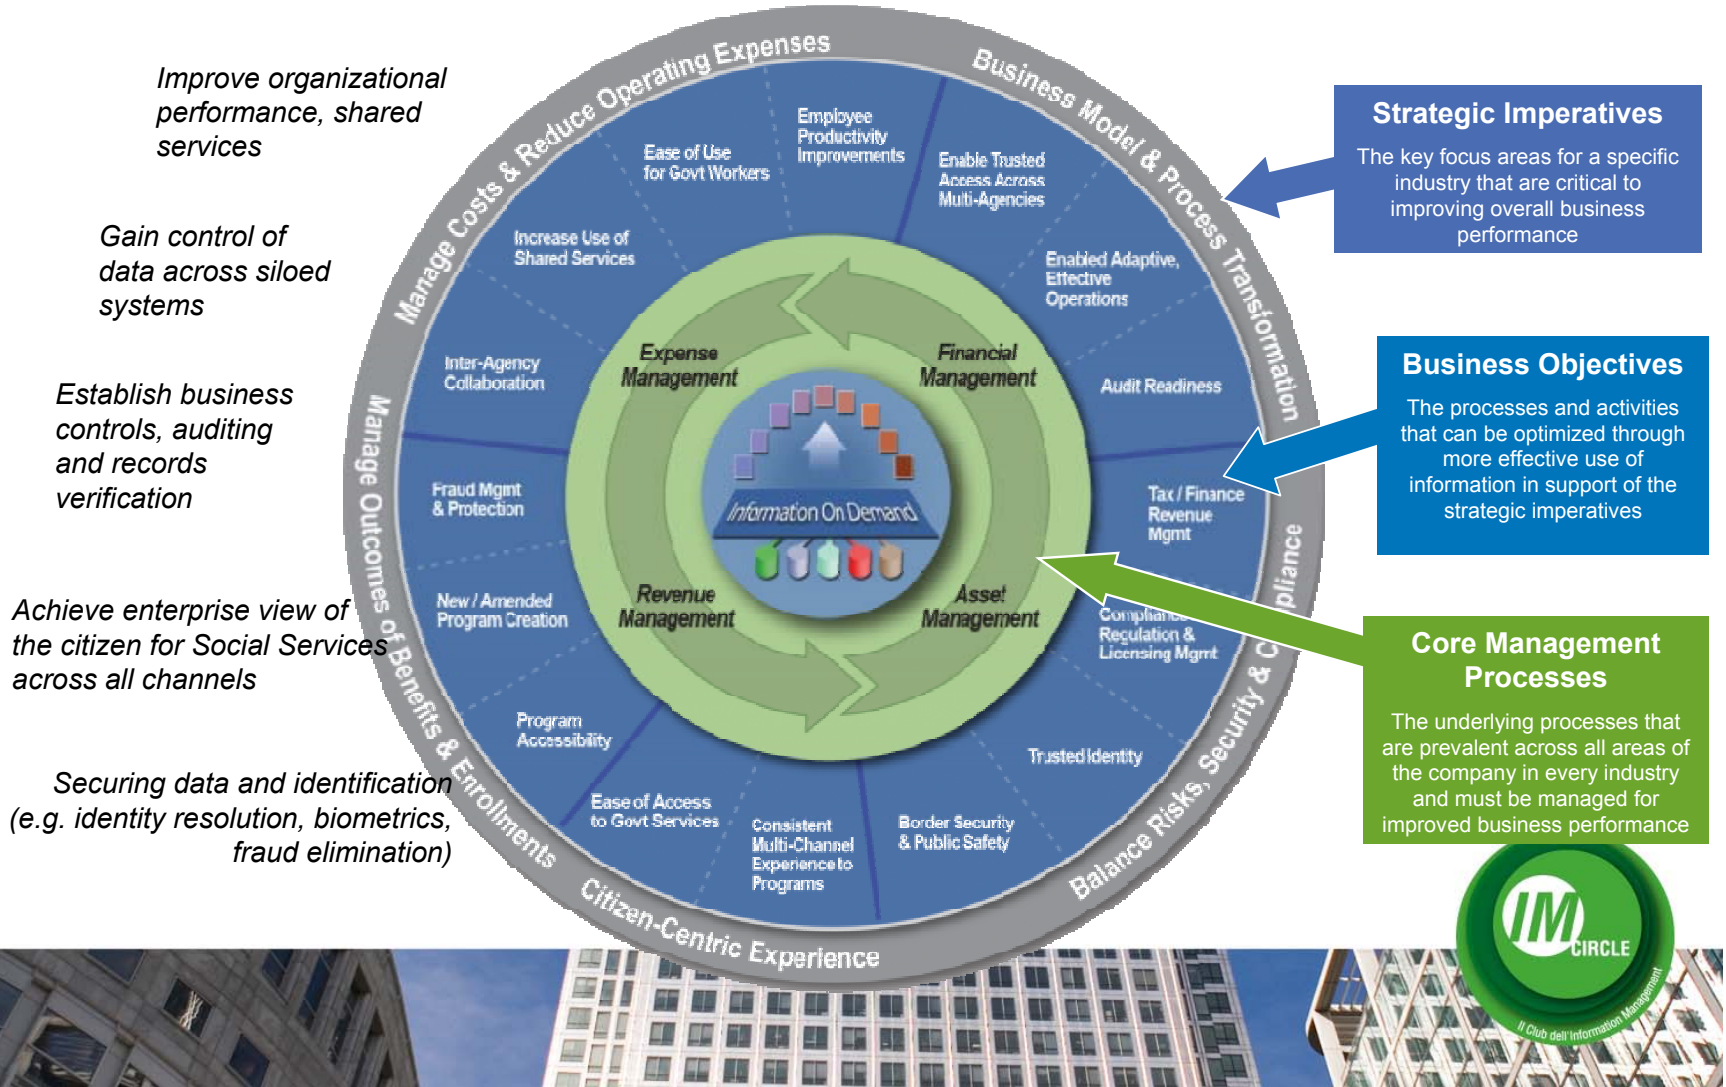 Improve organizational
performance, shared
services
Gain control of
data across siloed
systems
Establish business
controls, auditing
and records
verification
Achieve enterprise view of
the citizen for Social Services
across all channels
Securing data and identification
(e.g. identity resolution, biometrics,
fraud elimination)
Manage Costs & Reduce Operating Expenses
Business Model & Process Transformation
Manage Outcomes of Benefits & Enrollments
Citizen-Centric Experience
Balance Risks, Security & C pliance
Employee
Productivity
Improvements
Ease of Use
for Govt Workers
Increase Use of
Shared Services
Inter-Agency
Collaboration
Enable Trusted
Access Across
Multi-Agencies
Enabled Adaptive,
Effective
Operations
Audit Readiness
Fraud Mgmt
& Protection
New / Amended
Program Creation
Program
Accessibility
Ease of Access
to Govt Services
Consistent
Multi-Channel
Experience to
Programs
Border Security
& Public Safety
Trusted Identity
Compliance
Regulation &
Licensing Mgmt
Tax / Finance
Revenue
Mgmt
Expense
Management
Financial
Management
Revenue
Management
Asset
Management
Information On Demand
Strategic Imperatives
The key focus areas for a specific
industry that are critical to
improving overall business
performance
Business Objectives
The processes and activities
that can be optimized through
more effective use of
information in support of the
strategic imperatives
Core Management
Processes
The underlying processes that
are prevalent across all areas of
the company in every industry
and must be managed for
improved business performance
IM
CIRCLE
Il Club dell'Information Management